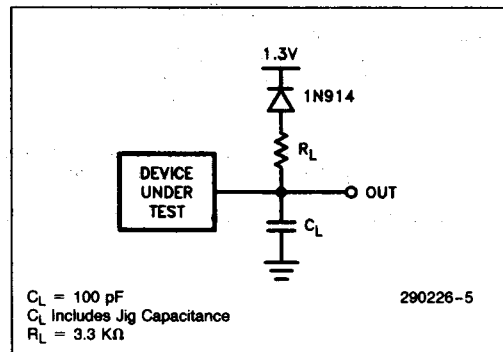 1.3V
1N914
R_L
DEVICE
UNDER
TEST
OUT
C_L
C_L = 100 pF
C_L Includes Jig Capacitance
R_L = 3.3 KΩ
290226-5